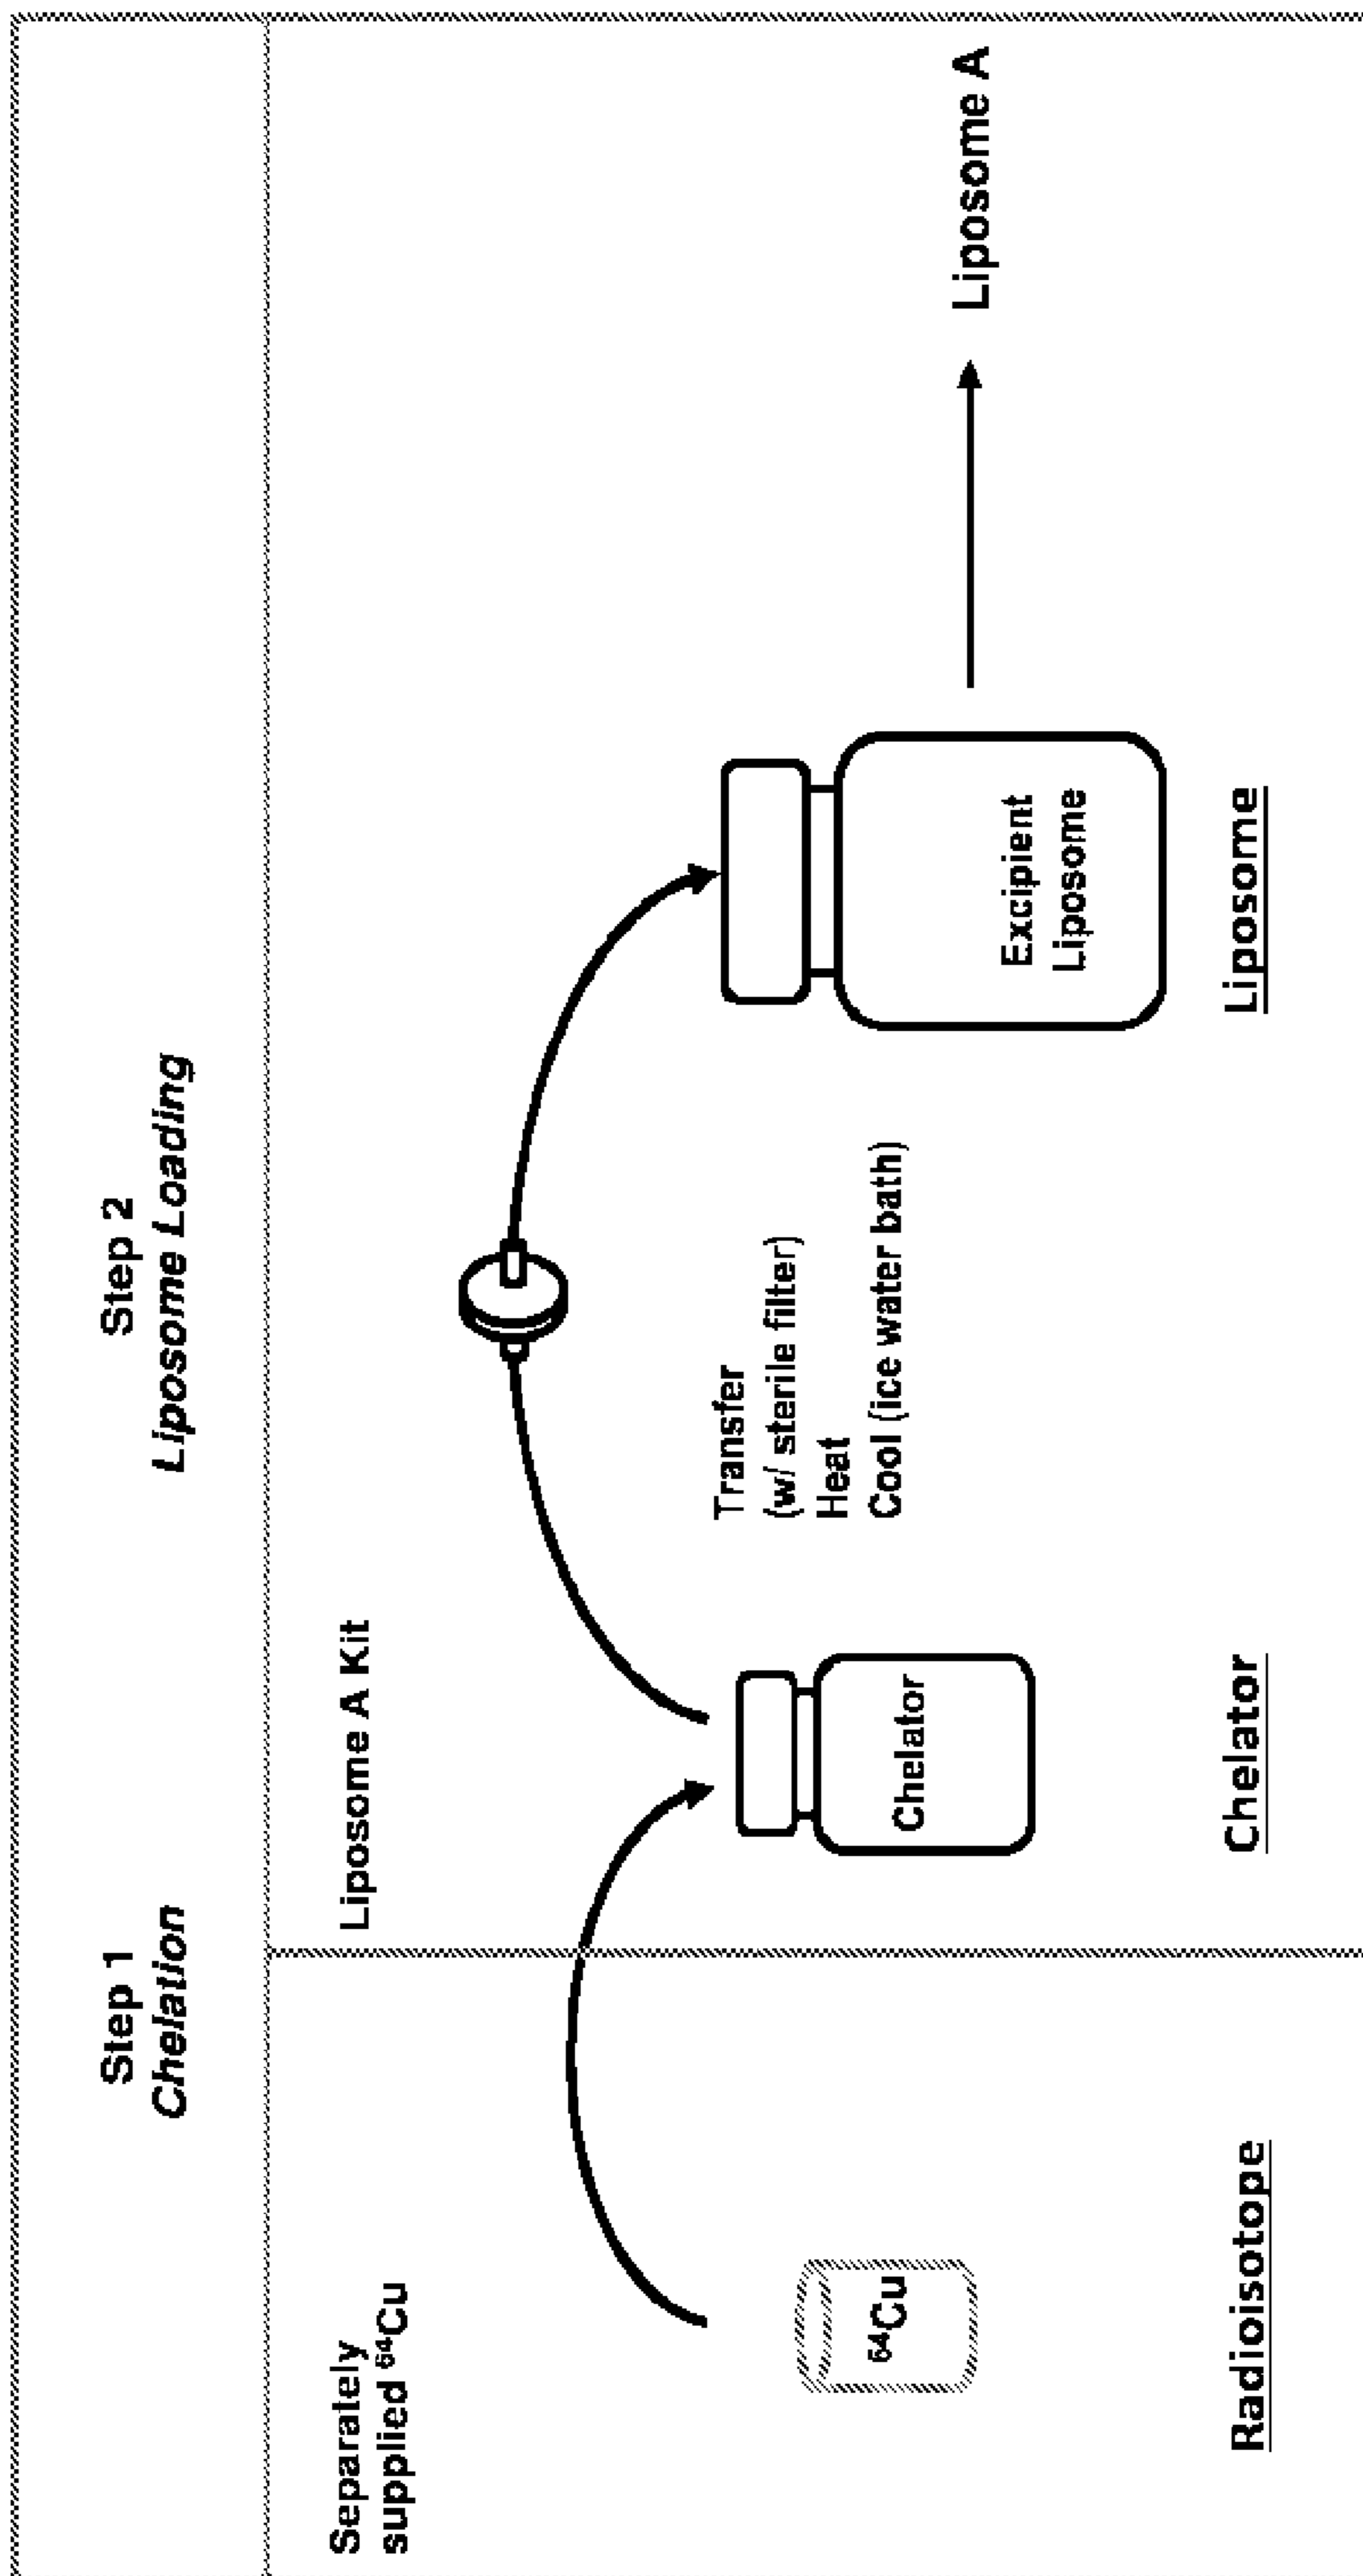 Step 1
Chelation
Step 2
Liposome Loading
Separately
supplied ⁶⁴Cu
Liposome A Kit
⁶⁴Cu
Chelator
Transfer
(w/ sterile filter)
Heat
Cool (ice water bath)
Excipient
Liposome
Liposome A
Radioisotope
Chelator
Liposome